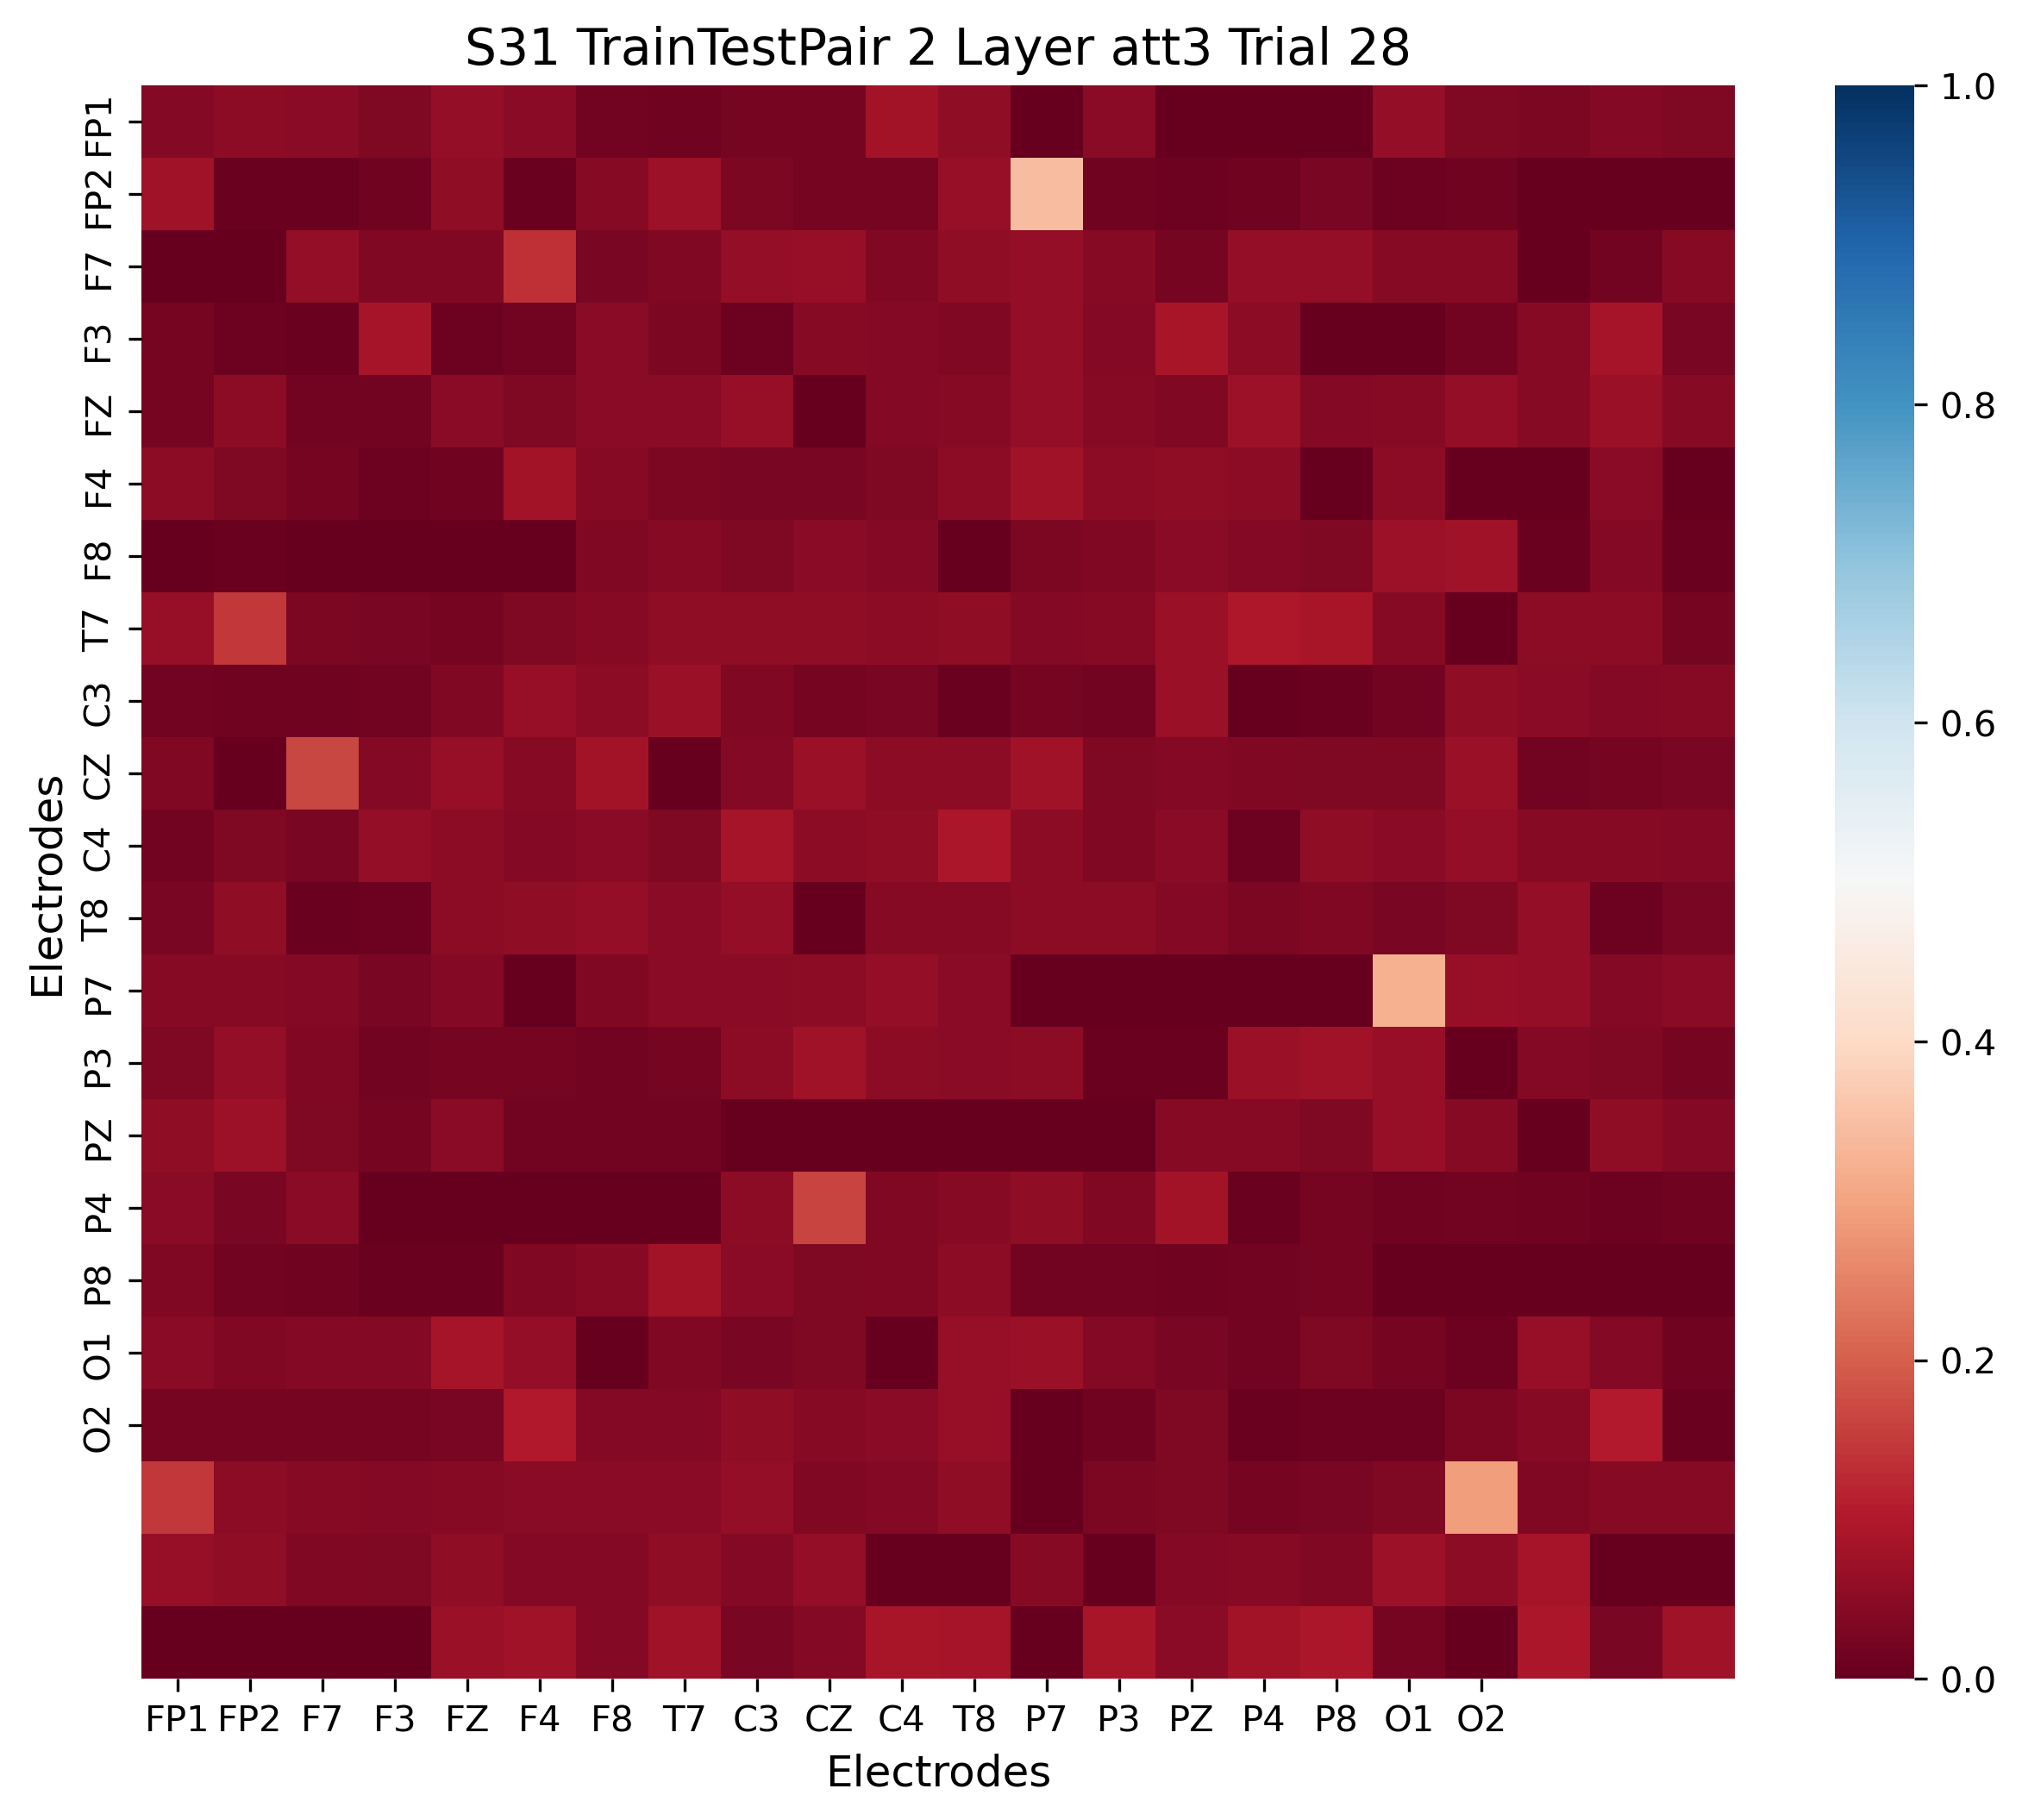 S31 TrainTestPair 2 Layer att3 Trial 28
FP1
FP2
F7
F3
FZ
F4
F8
T7
C3
CZ
C4
T8
P7
P3
PZ
P4
P8
O1
O2
Electrodes
FP1 FP2 F7 F3 FZ F4 F8 T7 C3 CZ C4 T8 P7 P3 PZ P4 P8 O1 O2
Electrodes
1.0
0.8
0.6
0.4
0.2
0.0